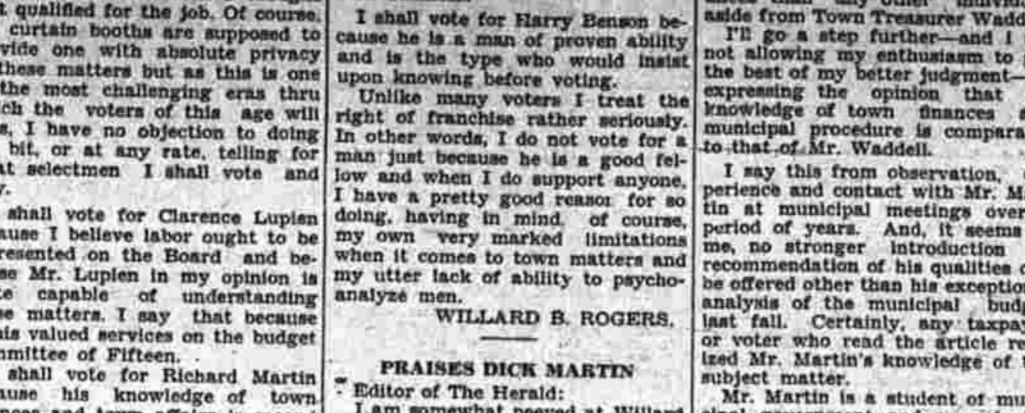 qualified for the job. Of course,
curtain booths are supposed to
vide one with absolute privacy
these matters but as this is one
the most challenging eras thru
ch the voters of this age will
s, I have no objection to doing
bit, or at any rate, telling for
at selectmen I shall vote and
y.
shall vote for Clarence Lupien
ause I believe labor ought to be
resented on the Board and be-
se Mr. Lupien in my opinion is
te capable of understanding
se matters. I say that because
his valued services on the budget
mmittee of Fifteen.
shall vote for Richard Martin
ause his knowledge of town
I shall vote for Harry Benson be-
cause he is a man of proven ability
and is the type who would insist
upon knowing before voting.
Unlike many voters I treat the
right of franchise rather seriously.
In other words, I do not vote for a
man just because he is a good fel-
low and when I do support anyone,
I have a pretty good reason for so
doing, having in mind, of course,
my own very marked limitations
when it comes to town matters and
my utter lack of ability to psycho-
analyze men.
WILLARD B. ROGERS.
PRAISES DICK MARTIN
Editor of The Herald:
I am somewhat peeved at Willard
aside from Town Treasurer Wadd
I'll go a step further—and I
not allowing my enthusiasm to
the best of my better judgment—
expressing the opinion that
knowledge of town finances
municipal procedure is compara
to that of Mr. Waddell.
I say this from observation,
perience and contact with Mr. M
tin at municipal meetings over
period of years. And, it seems
me, no stronger introduction
recommendation of his qualities
be offered other than his exception
analysis of the municipal budg
last fall. Certainly, any taxpay
or voter who read the article re
ized Mr. Martin's knowledge of
subject matter.
Mr. Martin is a student of mu